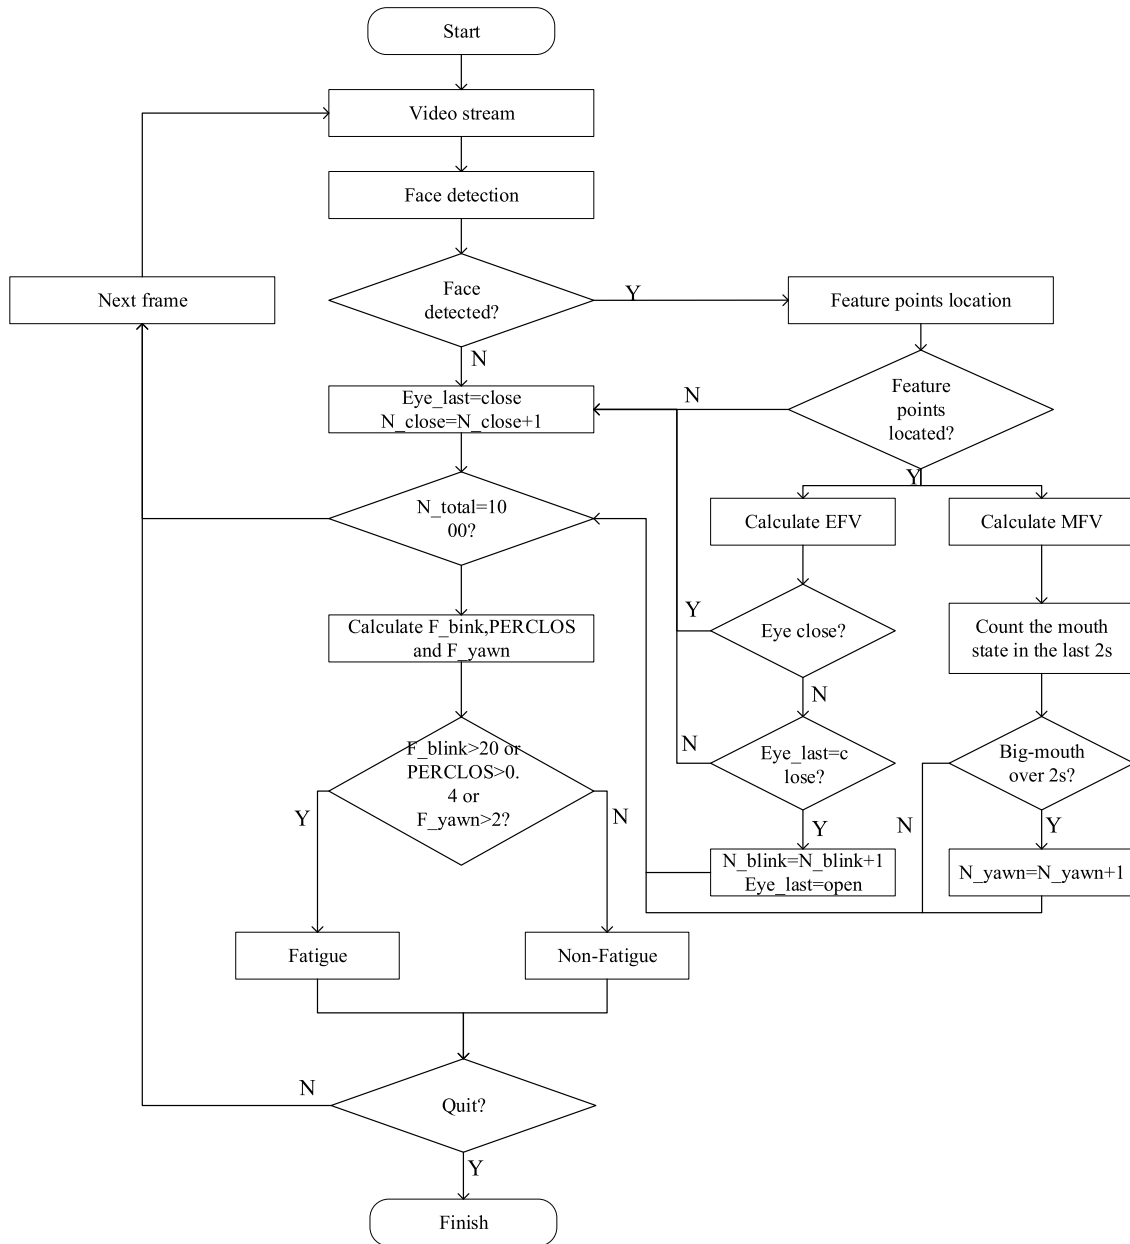 Start
Video stream
Face detection
Next frame
Face
detected?
Y
Feature points location
N
Eye_last=close
N_close=N_close+1
N
Feature
points
located?
Y
N_total=10
00?
Calculate EFV
Calculate MFV
Calculate F_bink,PERCLOS
and F_yawn
Y
Eye close?
Count the mouth
state in the last 2s
N
F_blink>20 or
PERCLOS>0.
4 or
F_yawn>2?
Y
N
N
Eye_last=c
lose?
Y
Big-mouth
over 2s?
N
Y
N_blink=N_blink+1
Eye_last=open
N_yawn=N_yawn+1
Fatigue
Non-Fatigue
N
Quit?
Y
Finish